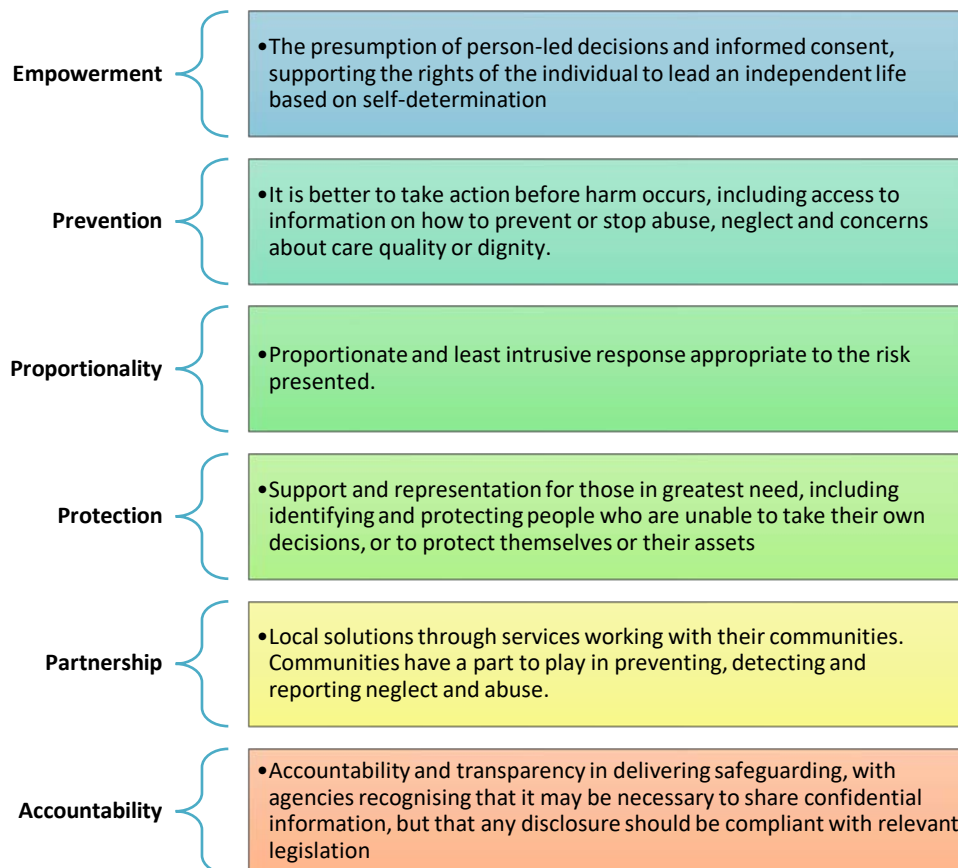 Empowerment
•The presumption of person-led decisions and informed consent,
supporting the rights of the individual to lead an independent life
based on self-determination
Prevention
•It is better to take action before harm occurs, including access to
information on how to prevent or stop abuse, neglect and concerns
about care quality or dignity.
Proportionality
•Proportionate and least intrusive response appropriate to the risk
presented.
Protection
•Support and representation for those in greatest need, including
identifying and protecting people who are unable to take their own
decisions, or to protect themselves or their assets
Partnership
•Local solutions through services working with their communities.
Communities have a part to play in preventing, detecting and
reporting neglect and abuse.
Accountability
•Accountability and transparency in delivering safeguarding, with
agencies recognising that it may be necessary to share confidential
information, but that any disclosure should be compliant with relevant
legislation